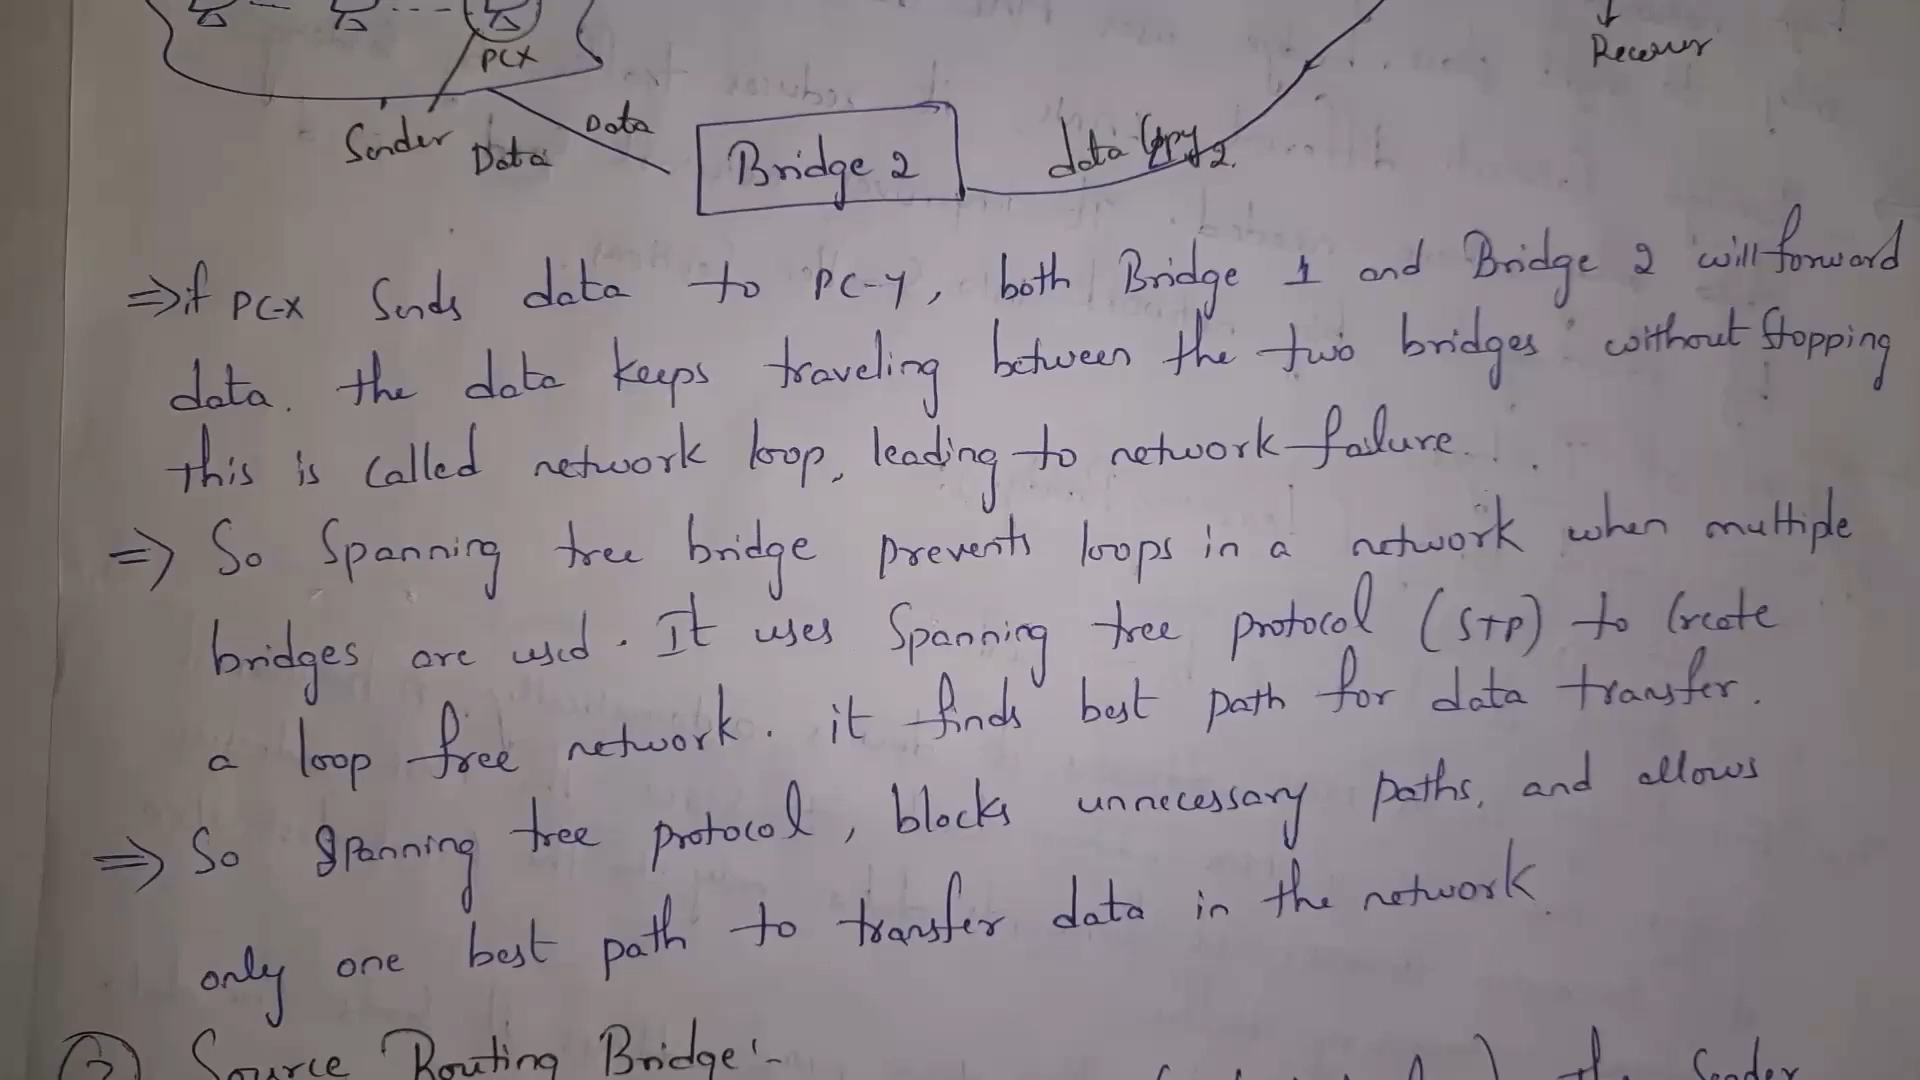 PCX
Receiver
Sender Data Data Bridge 2 data Copy 2.
⇒ if PC-X Sends data to PC-Y, both Bridge 1 and Bridge 2 will forward
data. the data keeps traveling between the two bridges without stopping
this is called network loop, leading to network failure.
⇒ So Spanning tree bridge prevents loops in a network when multiple
bridges are used. It uses Spanning tree protocol (STP) to Create
a loop free network. it finds best path for data transfer.
⇒ So Spanning tree protocol, blocks unnecessary paths, and allows
only one best path to transfer data in the network.
Source Routing Bridge:-
the Sender